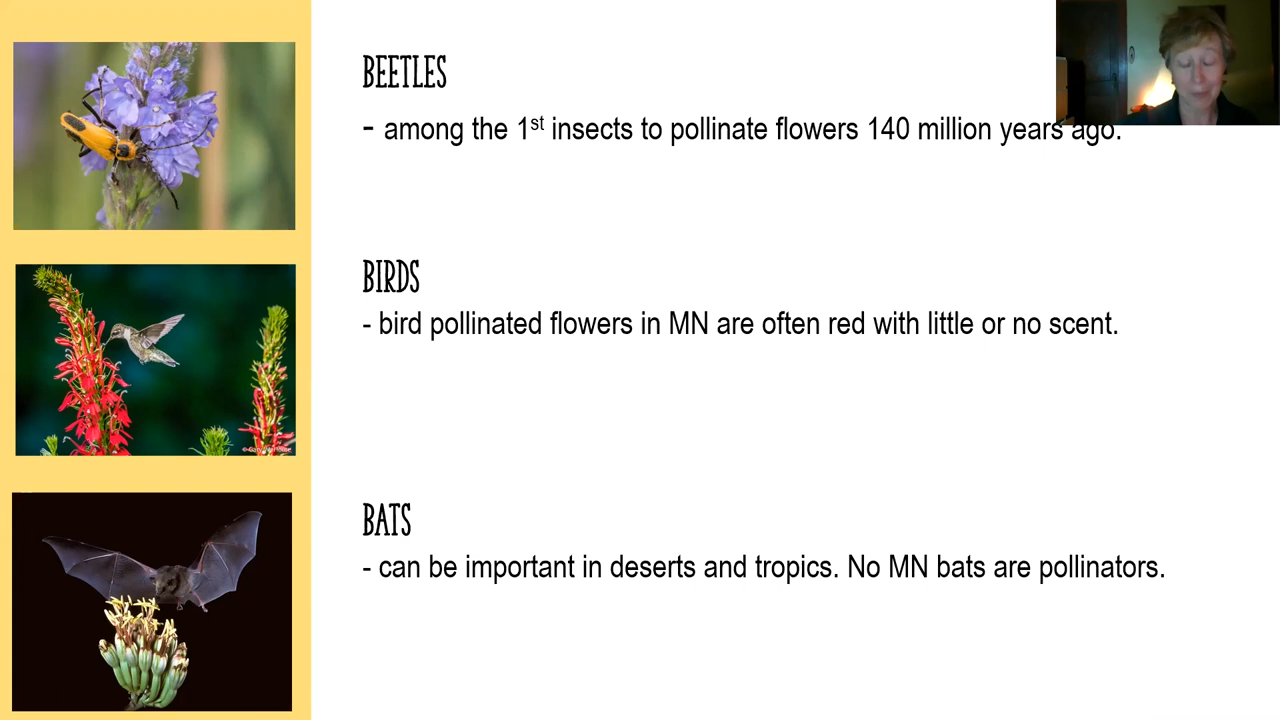 BEETLES
- among the 1st insects to pollinate flowers 140 million years ago.
BIRDS
- bird pollinated flowers in MN are often red with little or no scent.
BATS
- can be important in deserts and tropics. No MN bats are pollinators.